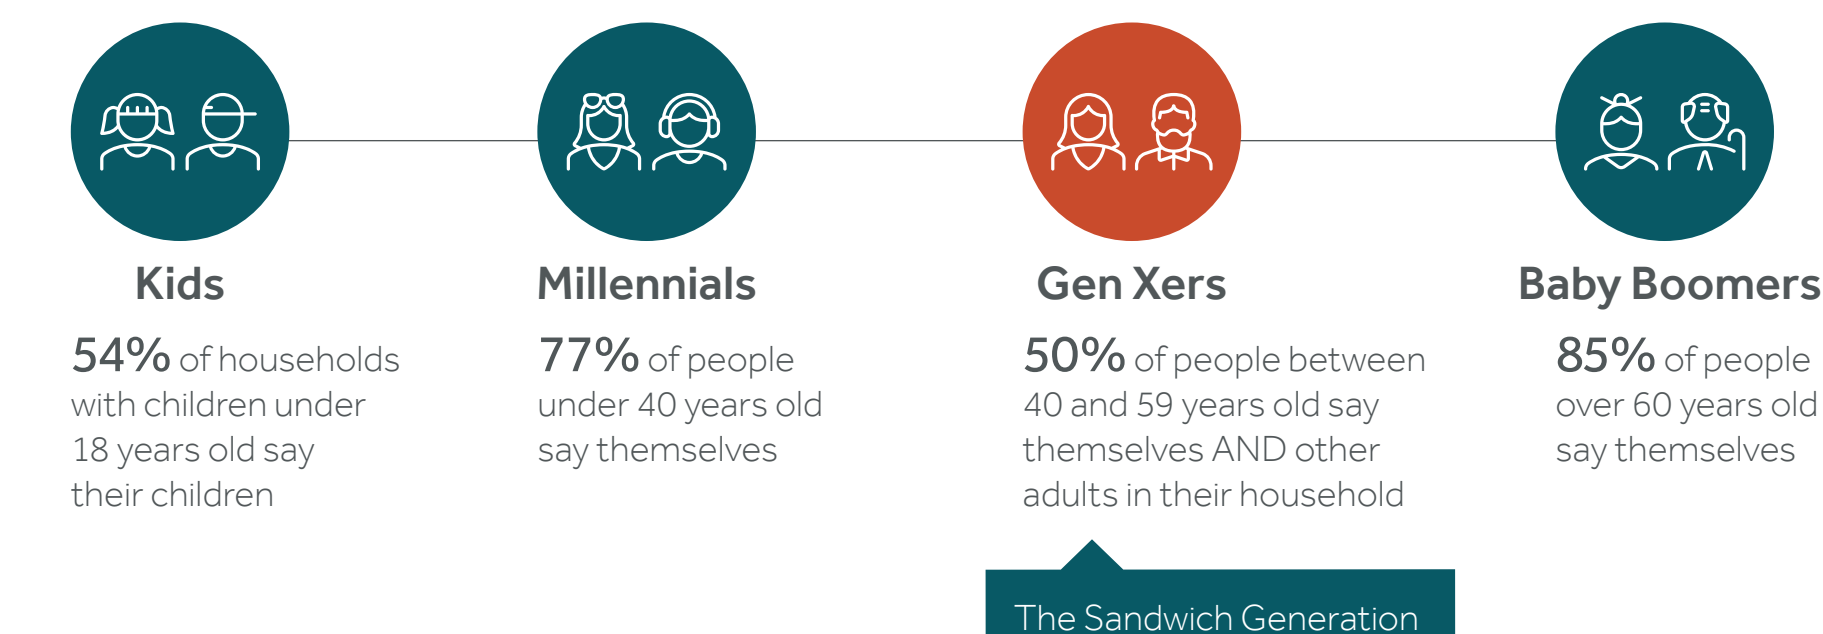 Kids
54% of households
with children under
18 years old say
their children
Millennials
77% of people
under 40 years old
say themselves
Gen Xers
50% of people between
40 and 59 years old say
themselves AND other
adults in their household
The Sandwich Generation
Baby Boomers
85% of people
over 60 years old
say themselves